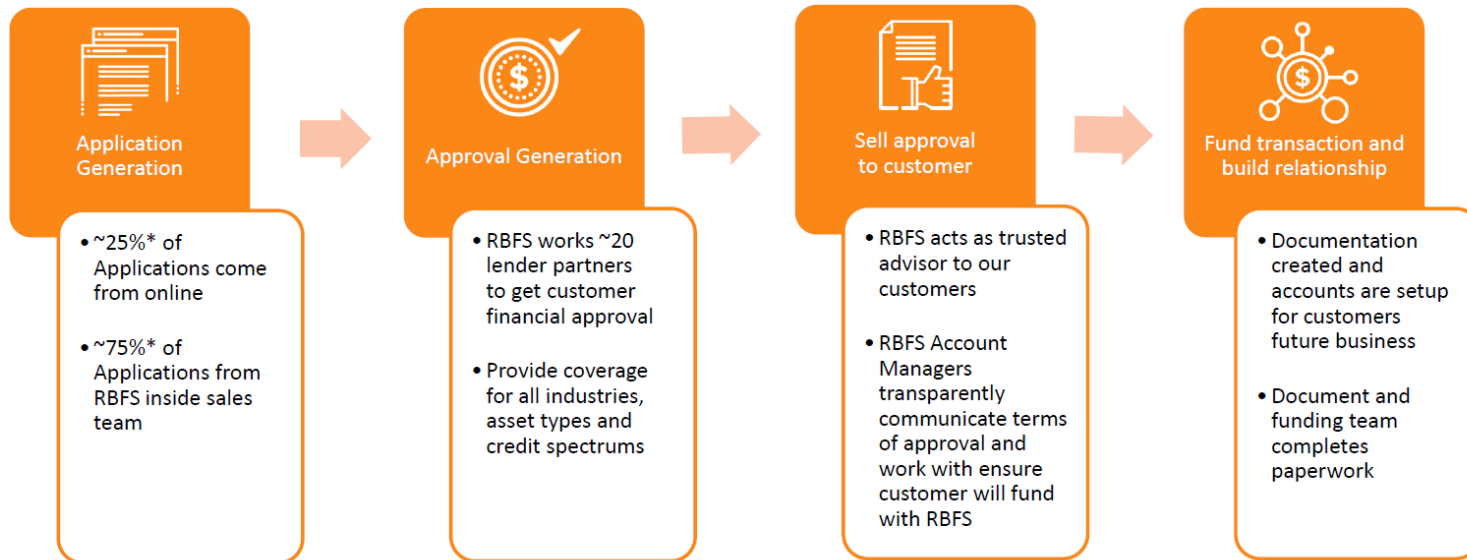 Application
Generation
• ~25%* of
Applications come
from online
• ~75%* of
Applications from
RBFS inside sales
team
Approval Generation
• RBFS works ~20
lender partners
to get customer
financial approval
• Provide coverage
for all industries,
asset types and
credit spectrums
Sell approval
to customer
• RBFS acts as trusted
advisor to our
customers
• RBFS Account
Managers
transparently
communicate terms
of approval and
work with ensure
customer will fund
with RBFS
Fund transaction and
build relationship
• Documentation
created and
accounts are setup
for customers
future business
• Document and
funding team
completes
paperwork